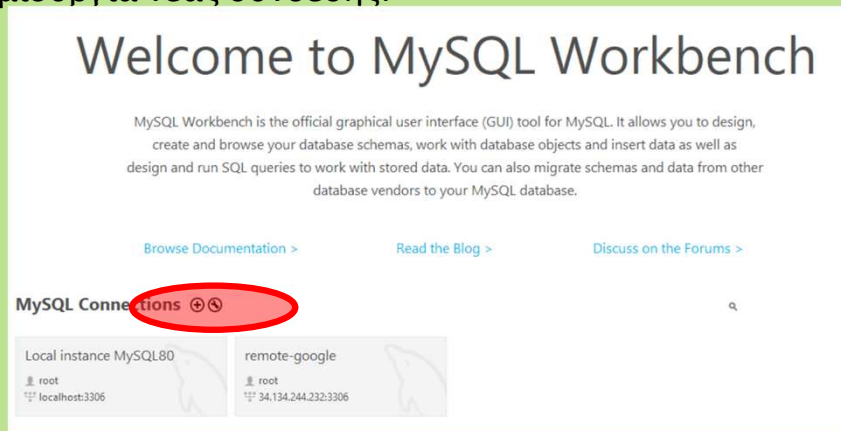 νέας σύνδεσης.
Welcome to MySQL Workbench
MySQL Workbench is the official graphical user interface (GUI) tool for MySQL. It allows you to design,
create and browse your database schemas, work with database objects and insert data as well as
design and run SQL queries to work with stored data. You can also migrate schemas and data from other
database vendors to your MySQL database.
Browse Documentation > Read the Blog > Discuss on the Forums >
MySQL Connections
Local instance MySQL80 remote-google
root root
localhost:3306 34.134.244.232:3306